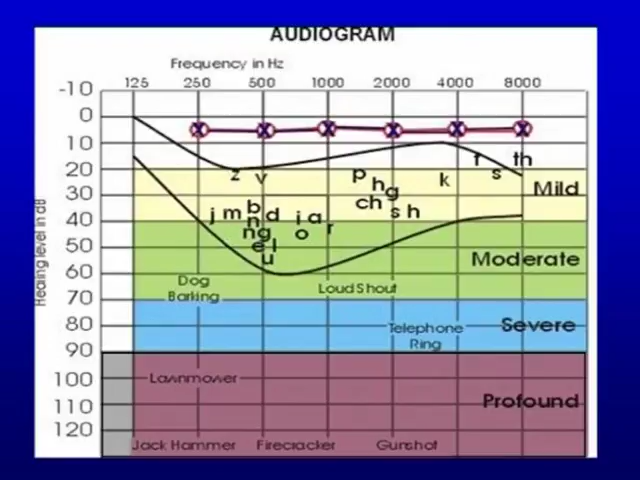 AUDIOGRAM
Frequency in Hz
125 250 500 1000 2000 4000 8000
-10
0
10
20
30
40
50
60
70
80
90
100
110
120
Hearing level in dB
z v p h g ch s h k f s th
j m b d n ng e l u i a o r
Mild
Moderate
Dog
Barking
Loud Shout
Severe
Telephone
Ring
Lawnmower
Profound
Jack Hammer Firecracker Gunshot